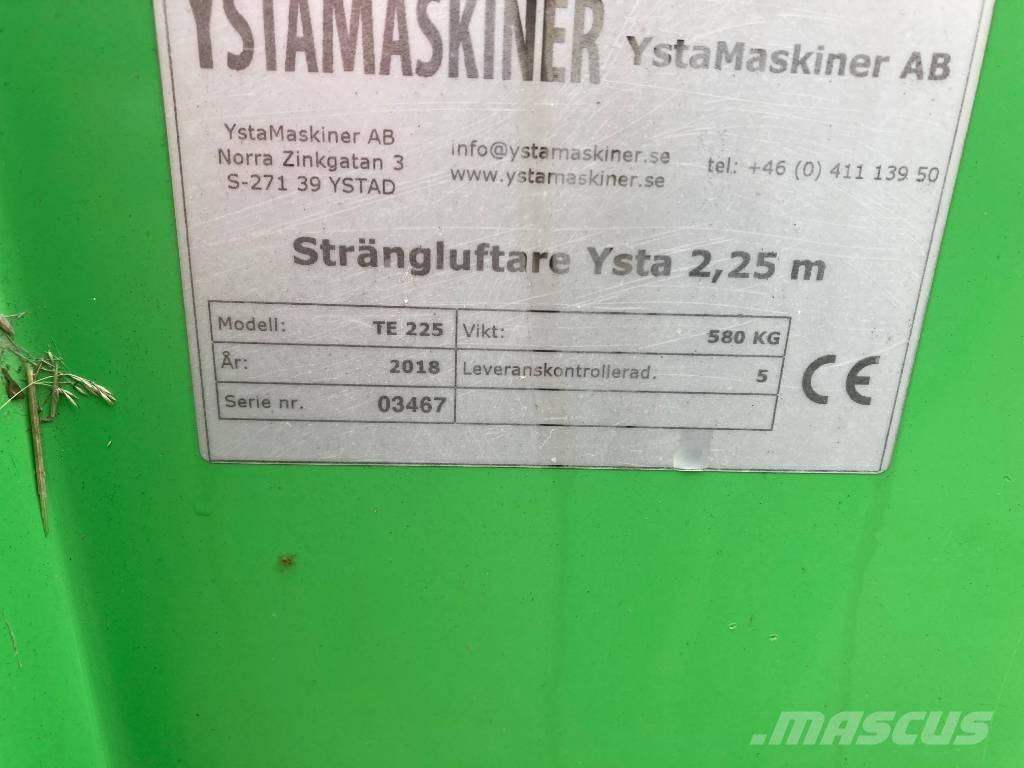 YSTAMASKINER YstaMaskiner AB
YstaMaskiner AB
Norra Zinkgatan 3
S-271 39 YSTAD
info@ystamaskiner.se
www.ystamaskiner.se
tel: +46 (0) 411 139 50
Strängluftare Ysta 2,25 m
Modell: TE 225 Vikt: 580 KG
År: 2018 Leveranskontrollerad. 5
Serie nr. 03467
CE
MASCUS